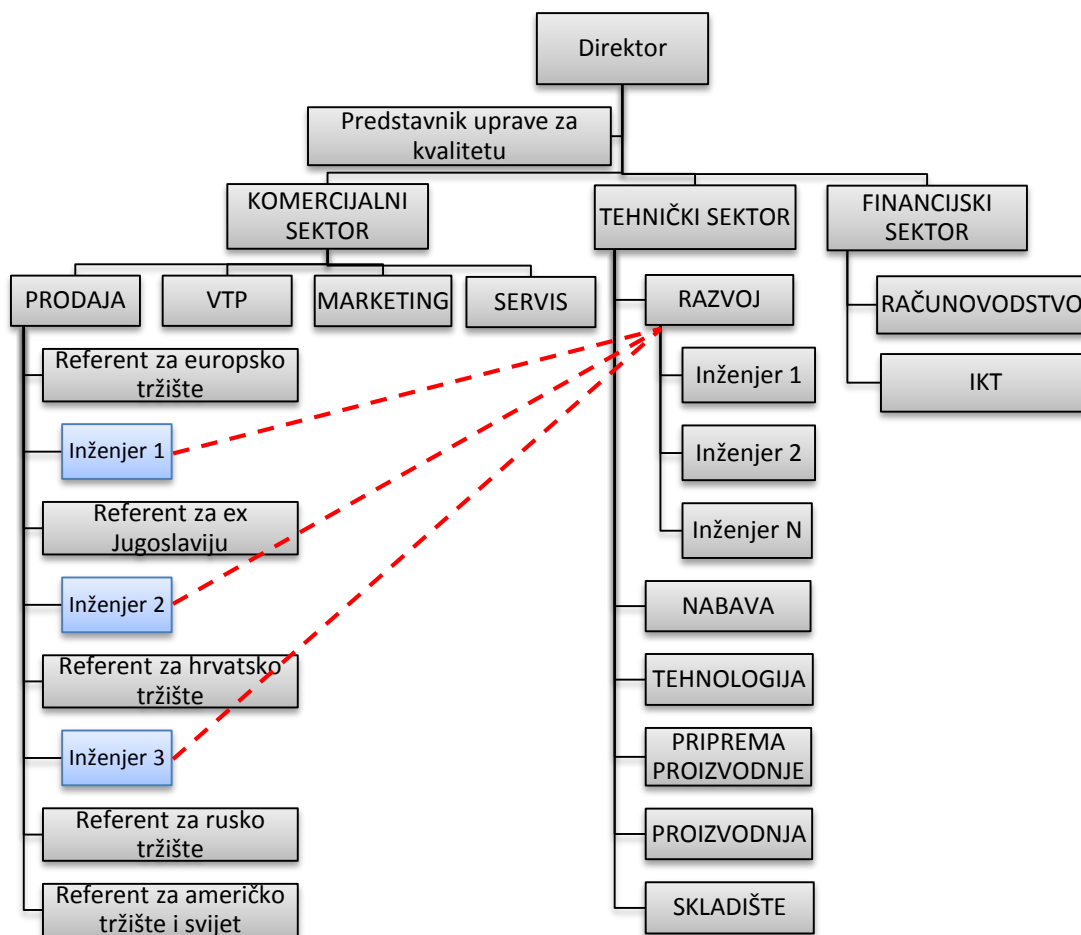 Direktor
Predstavnik uprave za
kvalitetu
KOMERCIJALNI
SEKTOR
TEHNIČKI SEKTOR
FINANCIJSKI
SEKTOR
PRODAJA
VTP
MARKETING
SERVIS
RAZVOJ
RAČUNOVODSTVO
Referent za europsko
tržište
Inženjer 1
IKT
Inženjer 1
Inženjer 2
Referent za ex
Jugoslaviju
Inženjer N
Inženjer 2
NABAVA
Referent za hrvatsko
tržište
TEHNOLOGIJA
Inženjer 3
PRIPREMA
PROIZVODNJE
Referent za rusko
tržište
PROIZVODNJA
Referent za američko
tržište i svijet
SKLADIŠTE